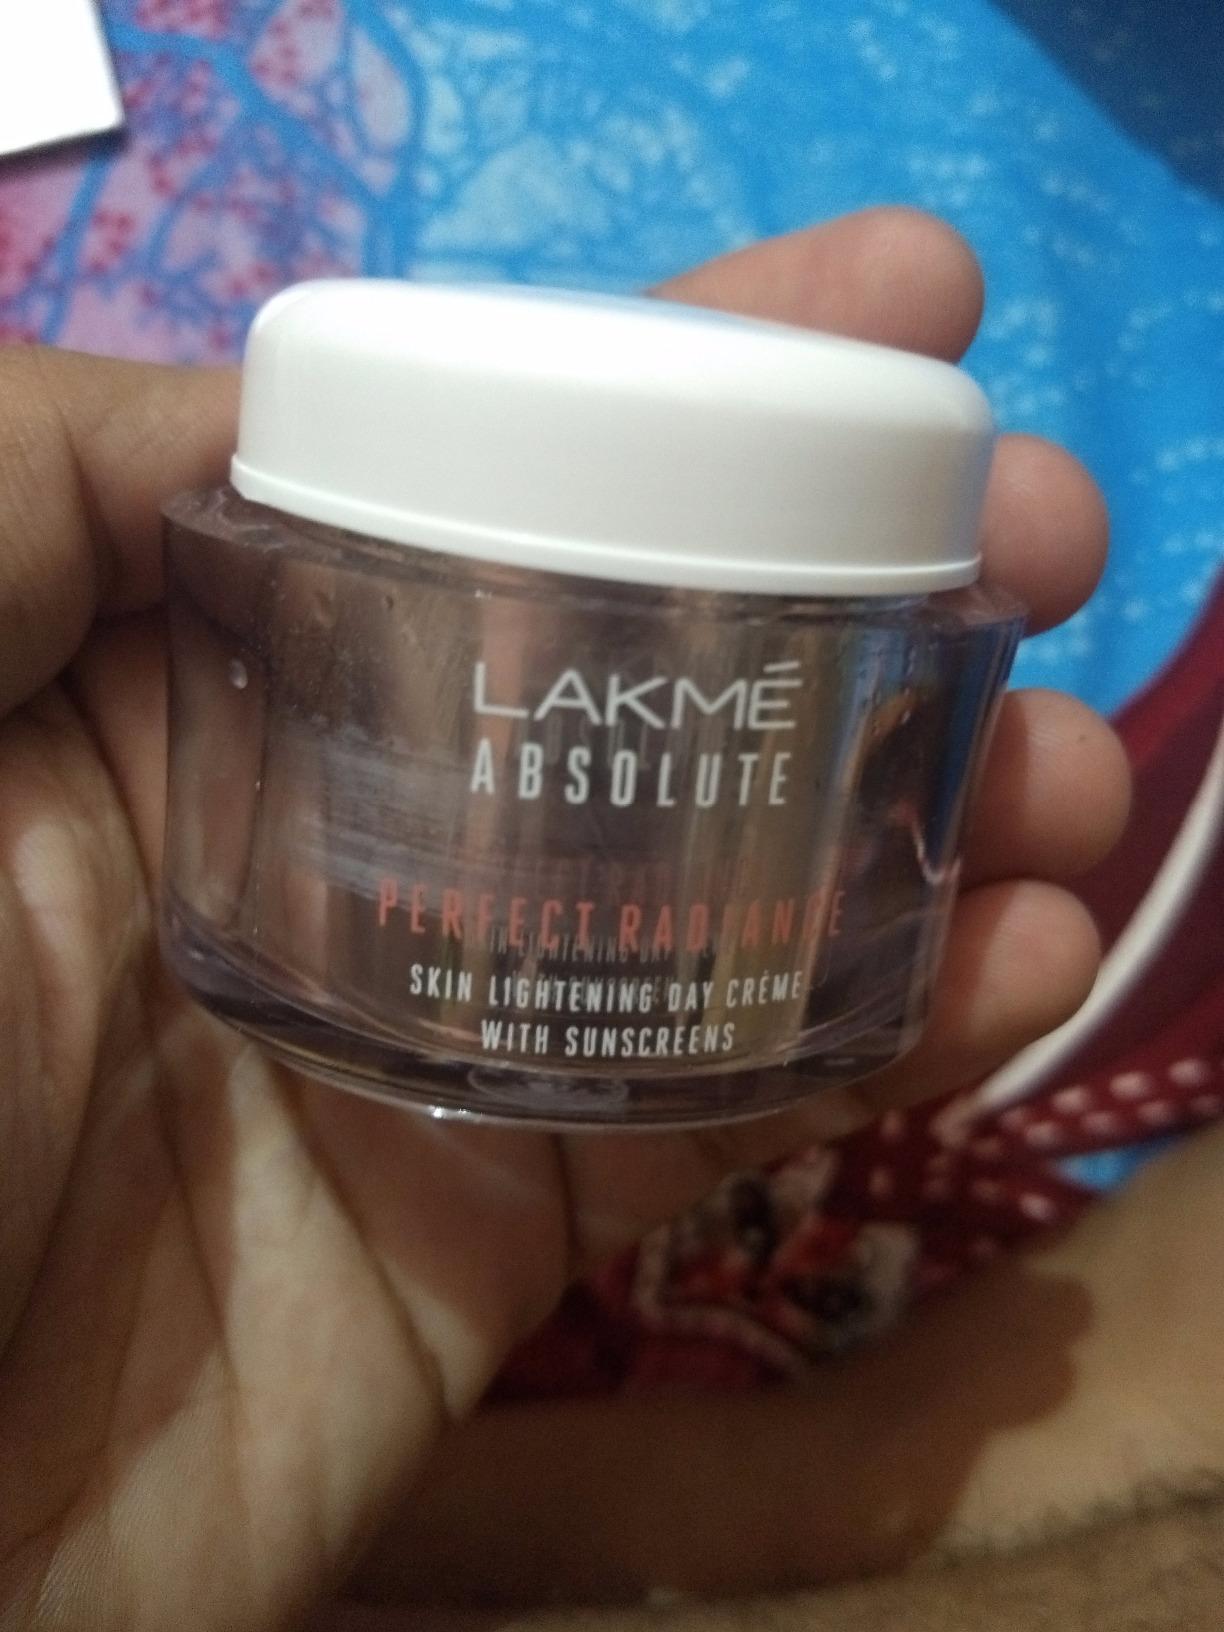 LAKMÉ
ABSOLUTE
PERFECT RADIANCE
SKIN LIGHTENING DAY CRÈME
WITH SUNSCREENS